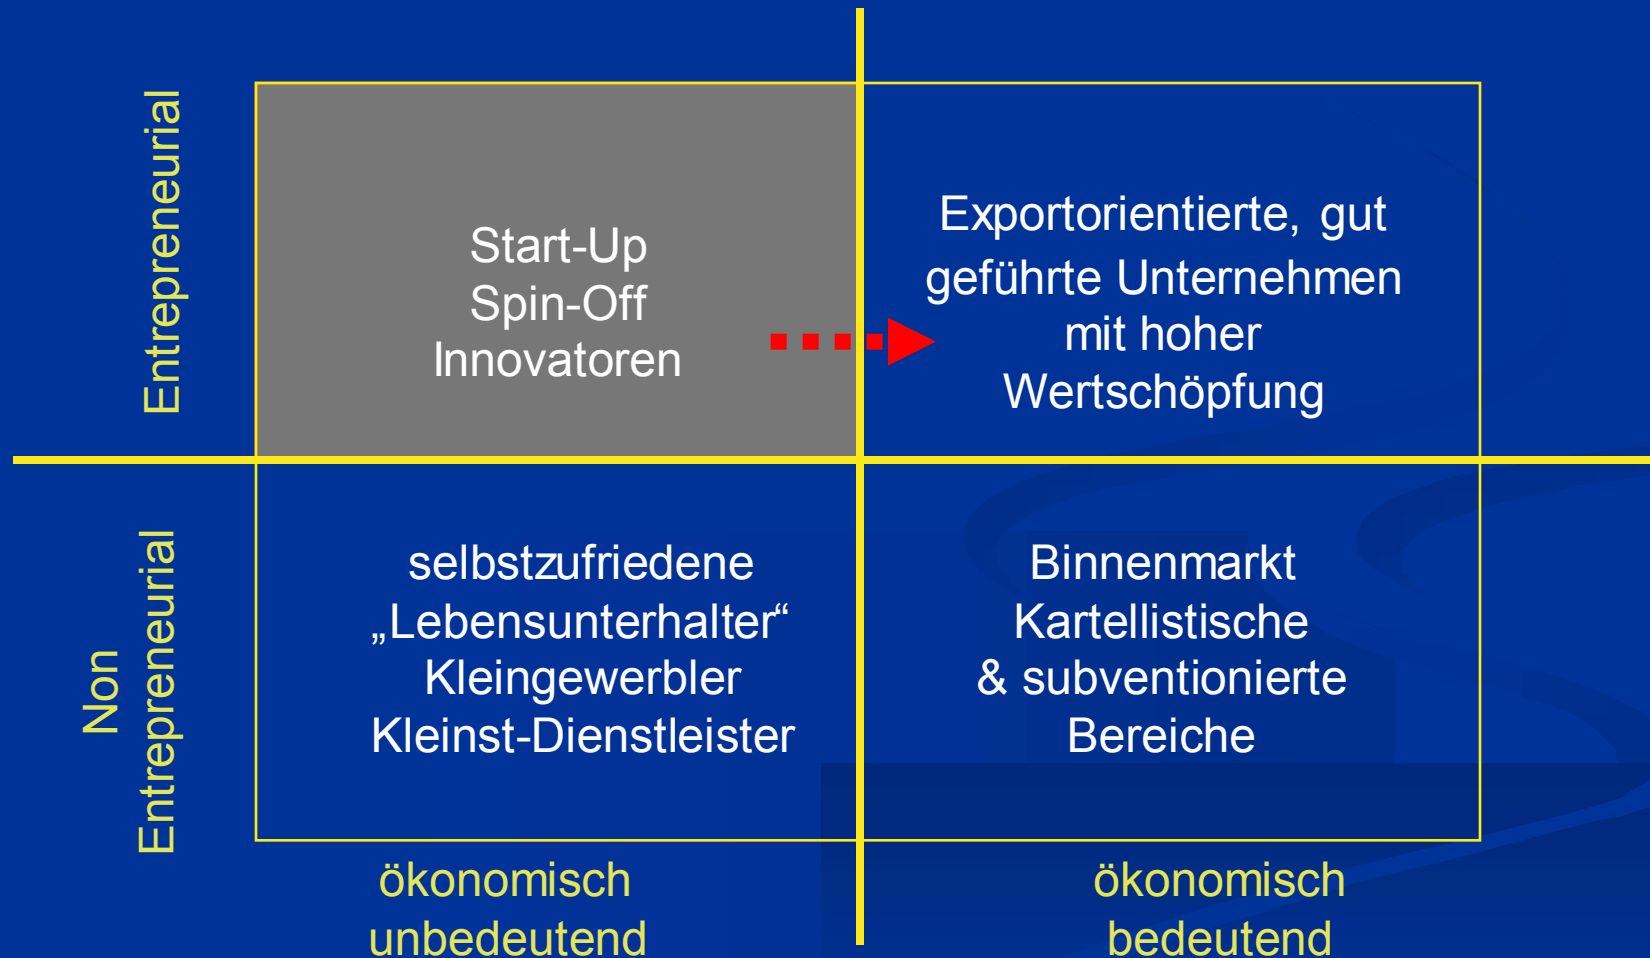 Entrepreneurial
Start-Up
Spin-Off
Innovatoren
Exportorientierte, gut
geführte Unternehmen
mit hoher
Wertschöpfung
Non
Entrepreneurial
selbstzufriedene
„Lebensunterhalter“
Kleingewerbler
Kleinst-Dienstleister
Binnenmarkt
Kartellistische
& subventionierte
Bereiche
ökonomisch
unbedeutend
ökonomisch
bedeutend